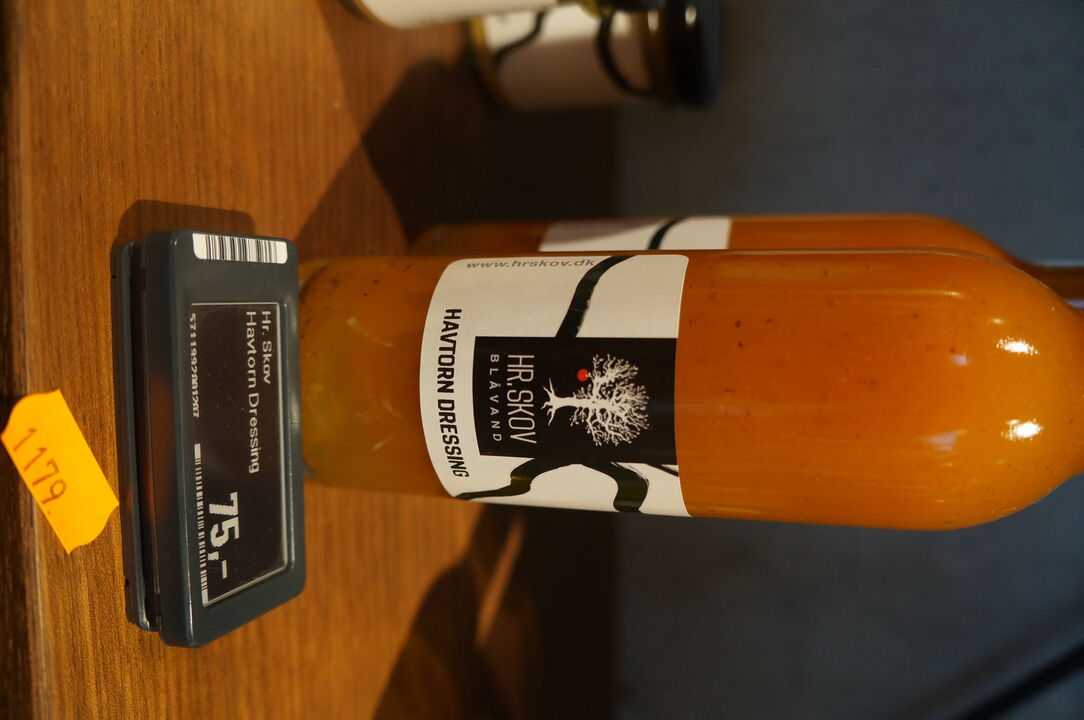 www.hrskov.dk
HR.SKOV
BLÅVAND
HAVTORN DRESSING
Hr. Skov
Havtorn Dressing
75,-
1179.